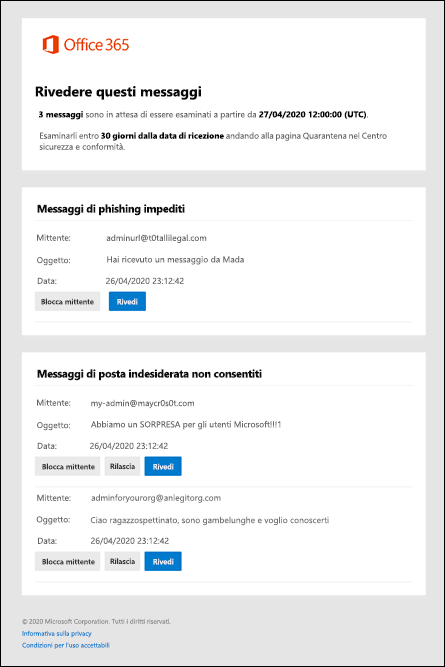 Office 365
Rivedere questi messaggi
3 messaggi sono in attesa di essere esaminati a partire da 27/04/2020 12:00:00 (UTC).
Esaminarli entro 30 giorni dalla data di ricezione andando alla pagina Quarantena nel Centro
sicurezza e conformità.
Messaggi di phishing impediti
Mittente: adminurl@t0tallilegal.com
Oggetto: Hai ricevuto un messaggio da Mada
Data: 26/04/2020 23:12:42
Blocca mittente Rivedi
Messaggi di posta indesiderata non consentiti
Mittente: my-admin@maycr0s0t.com
Oggetto: Abbiamo un SORPRESA per gli utenti Microsoft!!!1
Data: 26/04/2020 23:12:42
Blocca mittente Rilascia Rivedi
Mittente: adminforyourorg@anlegitorg.com
Oggetto: Ciao ragazzospettinato, sono gambelunghe e voglio conoscerti
Data: 26/04/2020 23:12:42
Blocca mittente Rilascia Rivedi
© 2020 Microsoft Corporation. Tutti i diritti riservati.
Informativa sulla privacy
Condizioni per l'uso accettabili